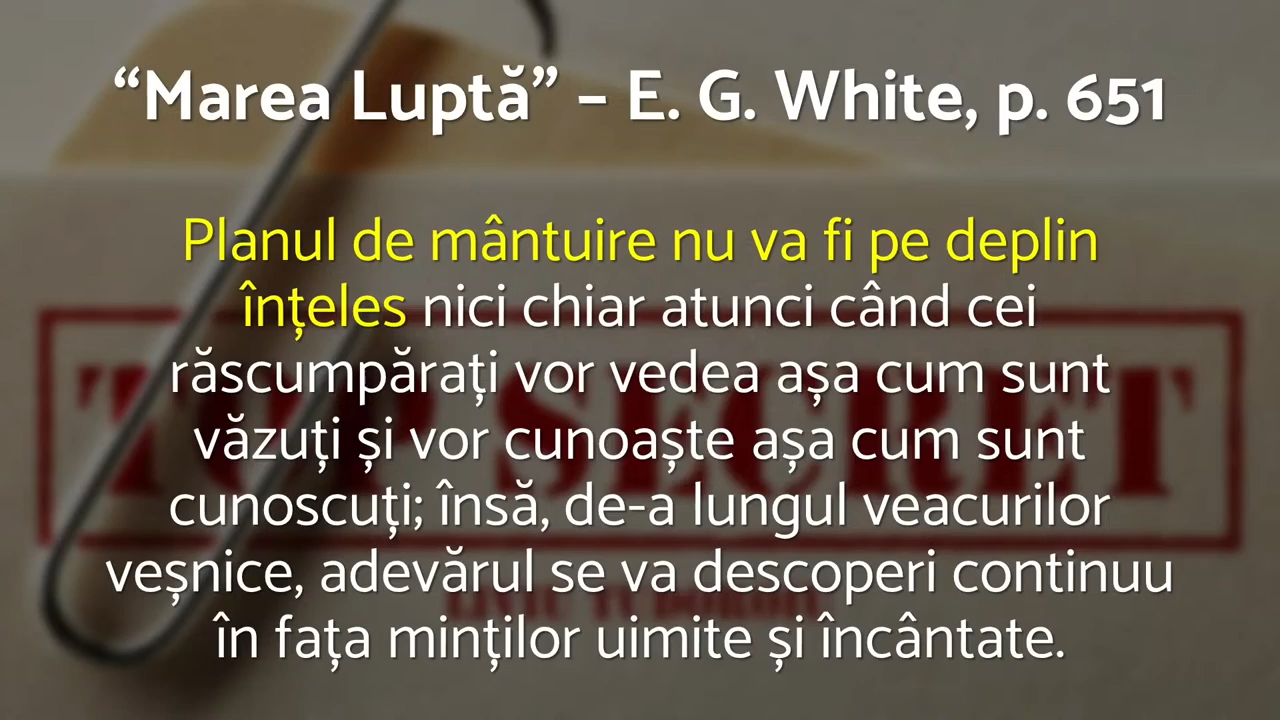 “Marea Luptă” – E. G. White, p. 651
Planul de mântuire nu va fi pe deplin
înțeles nici chiar atunci când cei
răscumpărați vor vedea așa cum sunt
văzuți și vor cunoaște așa cum sunt
cunoscuți; însă, de-a lungul veacurilor
veșnice, adevărul se va descoperi continuu
în fața minților uimite și încântate.
TOP SECRET